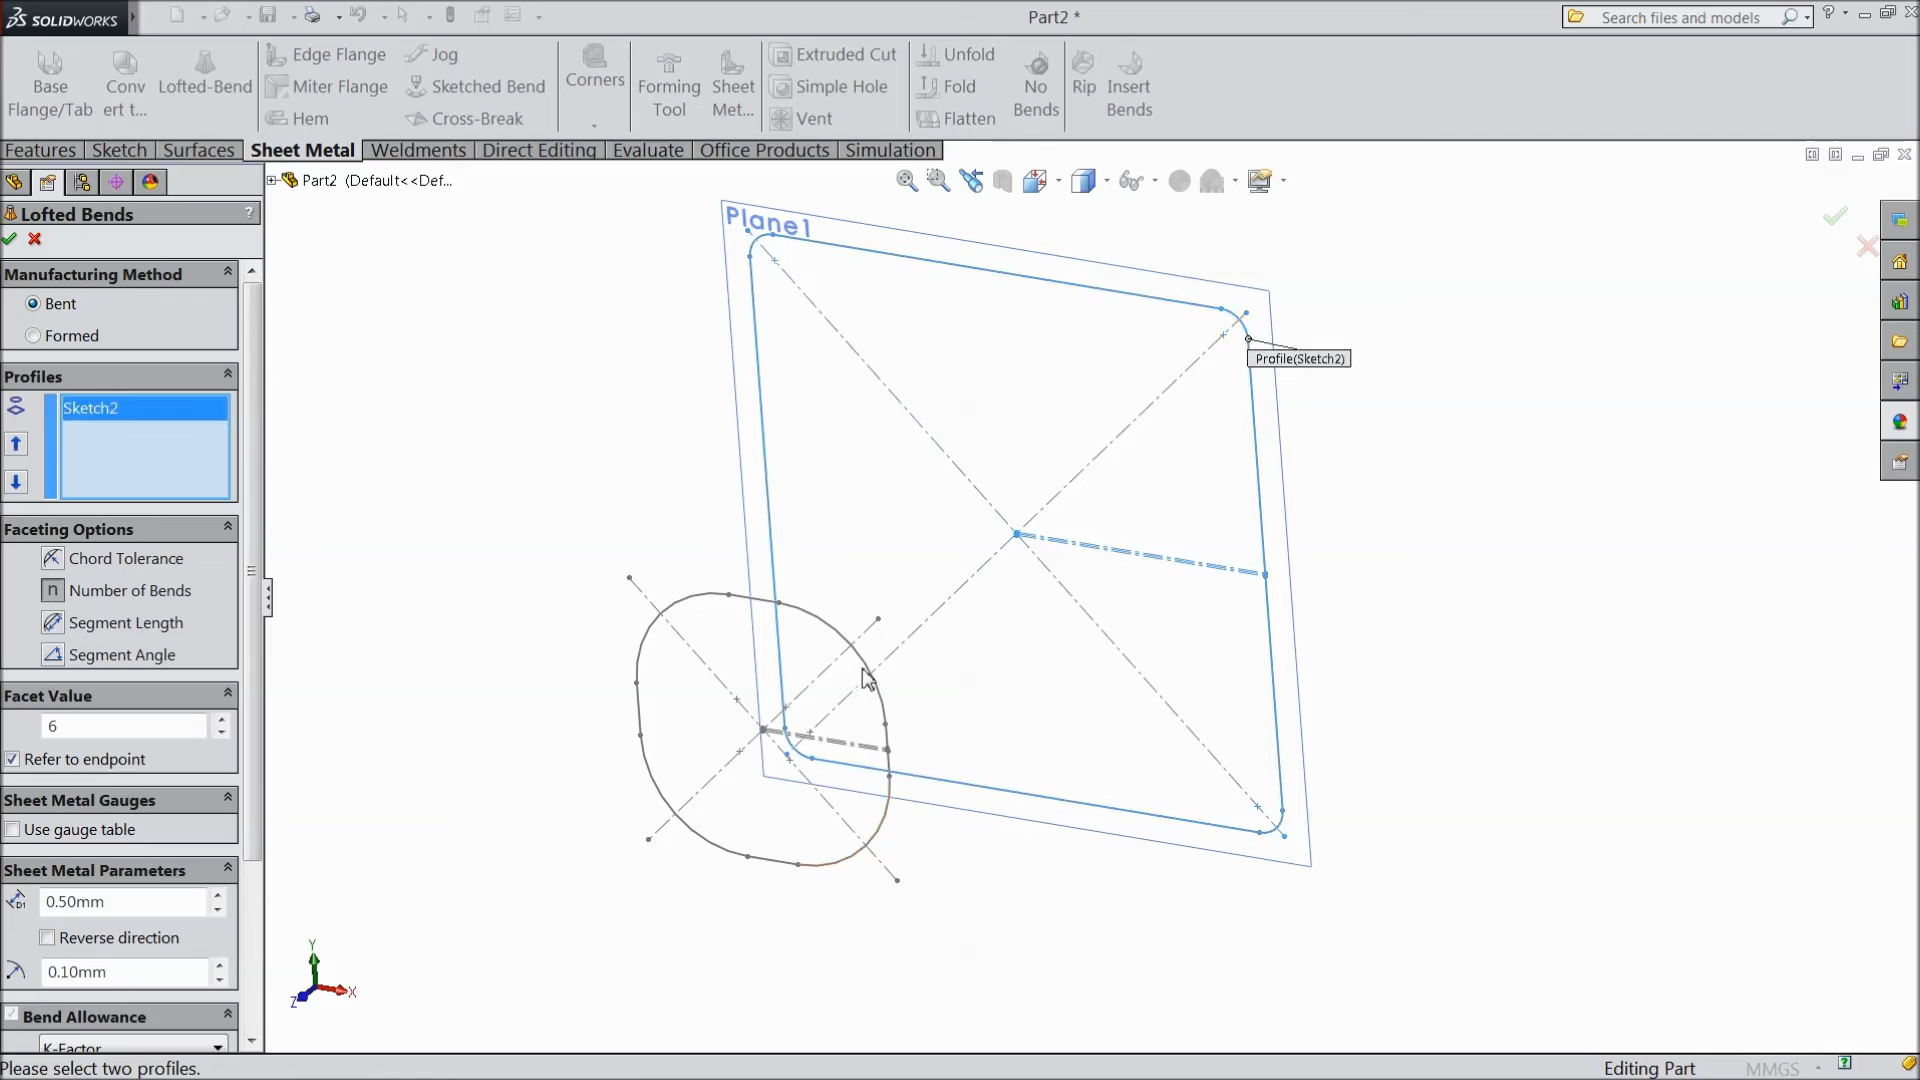 SOLIDWORKS
Part2 *
Search files and models
?
Base Flange/Tab
Conv ert t...
Lofted-Bend
Edge Flange
Miter Flange
Hem
Jog
Sketched Bend
Cross-Break
Corners
Forming Tool
Sheet Met...
Extruded Cut
Simple Hole
Vent
Unfold
Fold
Flatten
No Bends
Rip
Insert Bends
Features Sketch Surfaces Sheet Metal Weldments Direct Editing Evaluate Office Products Simulation
Part2 (Default<<Def...
Lofted Bends ?
Manufacturing Method
Bent
Formed
Profiles
Sketch2
Faceting Options
Chord Tolerance
n Number of Bends
Segment Length
Segment Angle
Facet Value
6
Refer to endpoint
Sheet Metal Gauges
Use gauge table
Sheet Metal Parameters
D1 0.50mm
Reverse direction
0.10mm
Bend Allowance
K-Factor
Plane1
Profile(Sketch2)
Y
X
Z
Please select two profiles.
Editing Part
MMGS
?